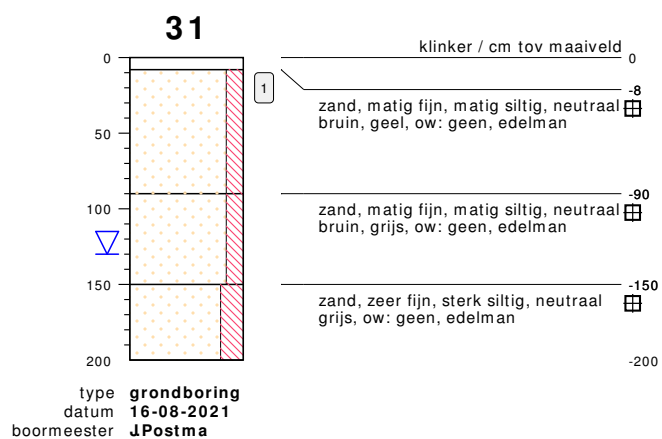 31
klinker / cm tov maaiveld
0
0
-8
1
zand, matig fijn, matig siltig, neutraal
bruin, geel, ow: geen, edelman
50
-90
100
zand, matig fijn, matig siltig, neutraal
bruin, grijs, ow: geen, edelman
150
-150
zand, zeer fijn, sterk siltig, neutraal
grijs, ow: geen, edelman
200
-200
type grondboring
datum 16-08-2021
boormeester J.Postma